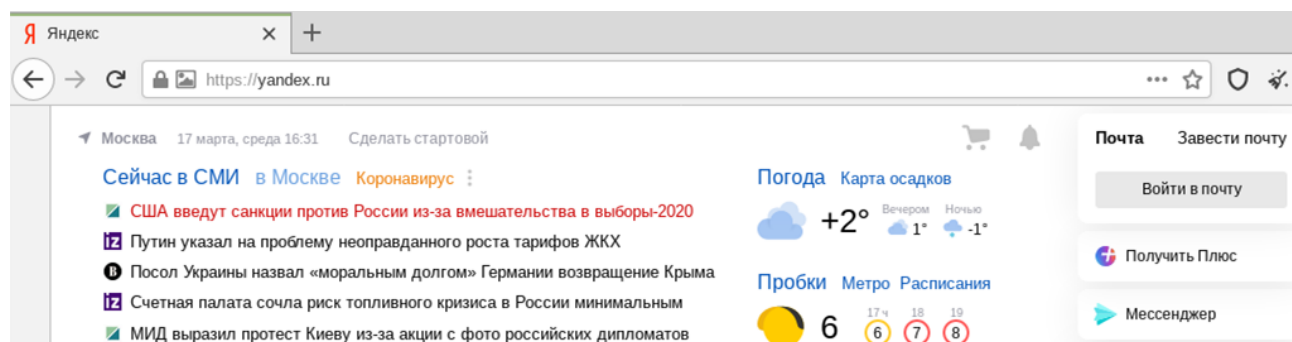 Я Яндекс
https://yandex.ru
Москва 17 марта, среда 16:31 Сделать стартовой
Сейчас в СМИ в Москве Коронавирус
США введут санкции против России из-за вмешательства в выборы-2020
iz Путин указал на проблему неоправданного роста тарифов ЖКХ
В Посол Украины назвал «моральным долгом» Германии возвращение Крыма
iz Счетная палата сочла риск топливного кризиса в России минимальным
МИД выразил протест Киеву из-за акции с фото российских дипломатов
Погода Карта осадков
+2° Вечером 1° Ночью -1°
Пробки Метро Расписания
6 17 ч 6 18 7 19 8
Почта Завести почту
Войти в почту
Получить Плюс
Мессенджер